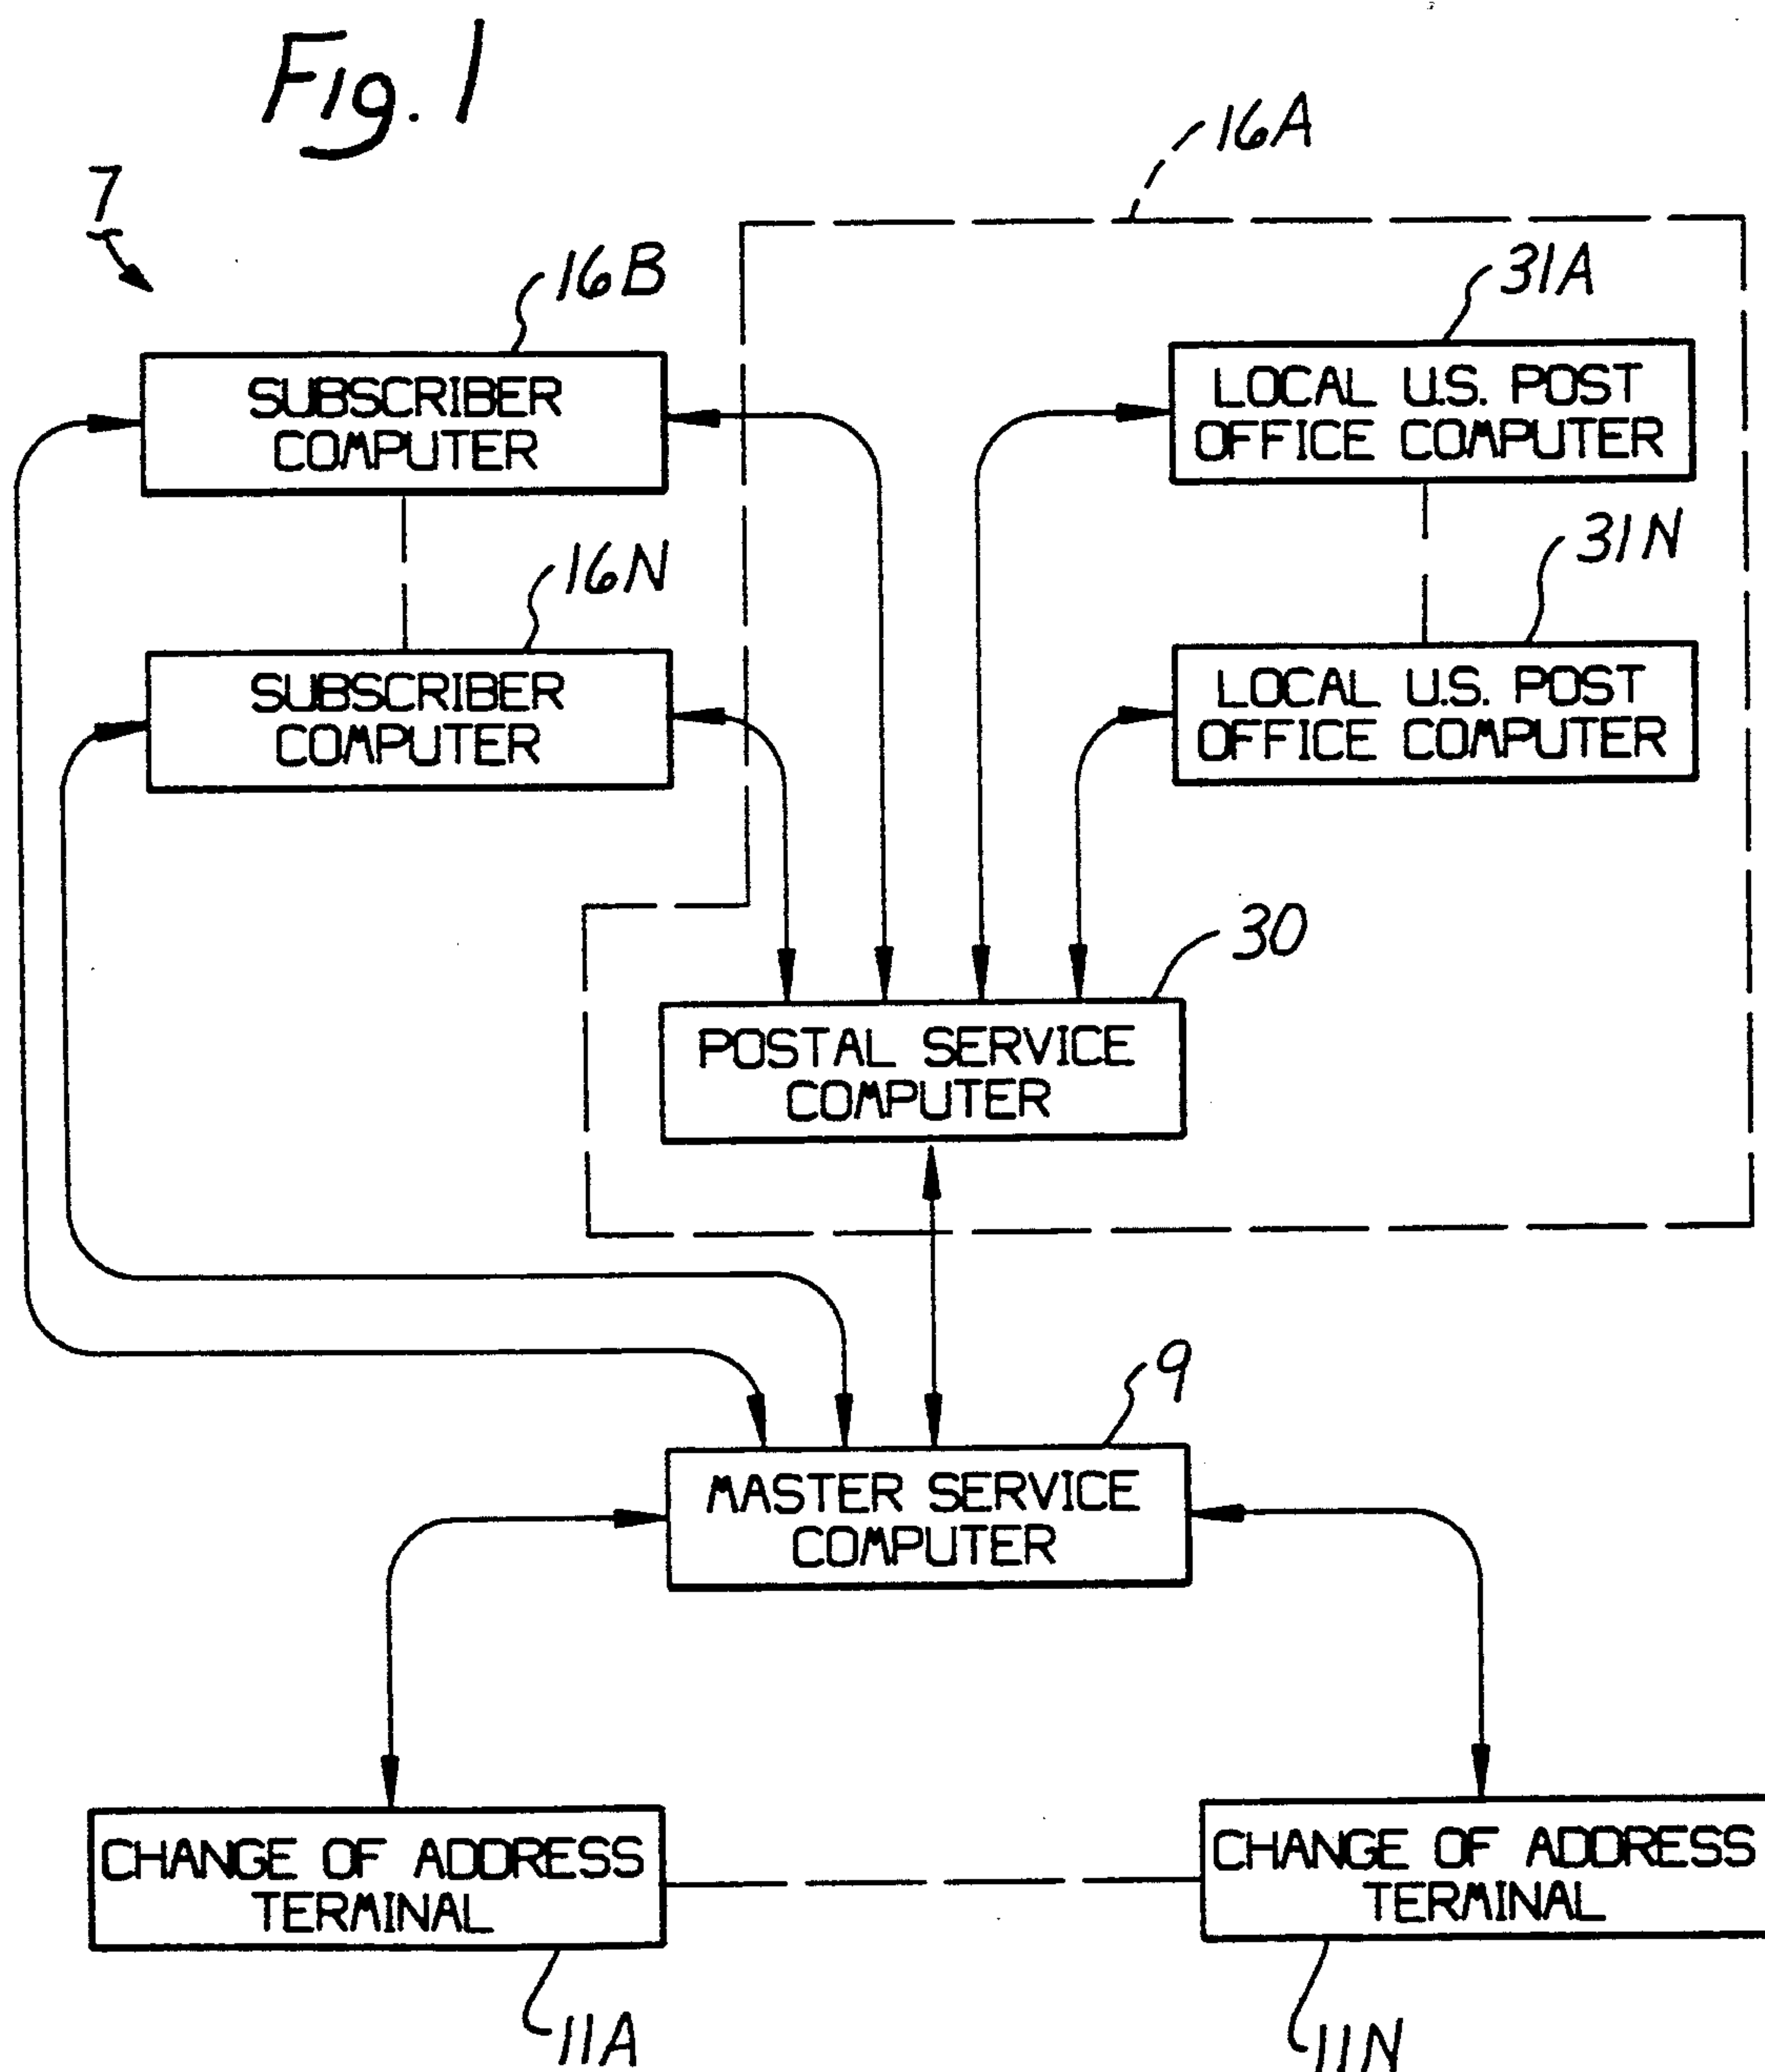 Fig. 1
7
16A
16B
31A
SUBSCRIBER
COMPUTER
LOCAL U.S. POST
OFFICE COMPUTER
16N
31N
SUBSCRIBER
COMPUTER
LOCAL U.S. POST
OFFICE COMPUTER
30
POSTAL SERVICE
COMPUTER
9
MASTER SERVICE
COMPUTER
CHANGE OF ADDRESS
TERMINAL
CHANGE OF ADDRESS
TERMINAL
11A
11N